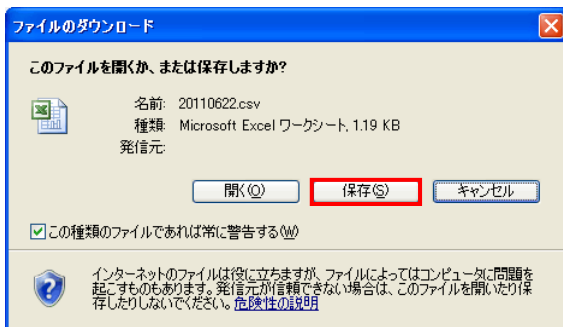 ファイルのダウンロード
このファイルを開くか、または保存しますか?
名前: 20110622.csv
種類: Microsoft Excel ワークシート, 1.19 KB
発信元:
開く(O) 保存(S) キャンセル
この種類のファイルであれば常に警告する(W)
インターネットのファイルは役に立ちますが、ファイルによってはコンピュータに問題を
起こすものもあります。発信元が信頼できない場合は、このファイルを開いたり保
存したりしないでください。危険性の説明